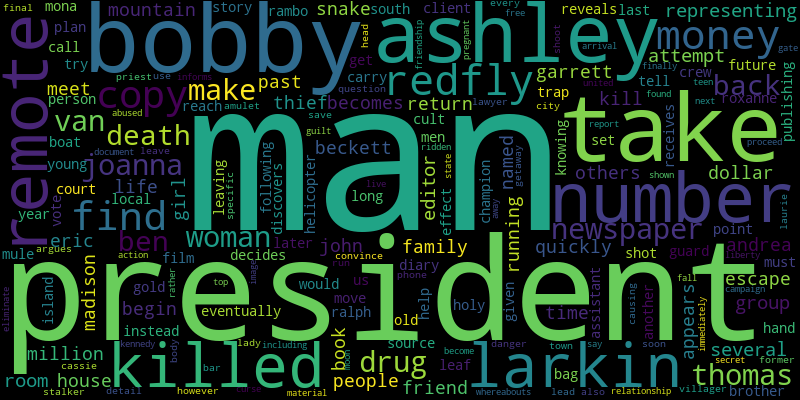 final mona mountain story rambo snake south client every free representing
plan call try bobby ashley reveals last money
remote meet person boat young copy van death make past thief reach amulet becomes return redfly garrett attempt trap crew tell kill back future roxanne publishing
priest use informs head get carry question friendship pregnant arrival lawyer shoot gate city united finally teen found next
abused save guilt cult men beckett ridden editor champion named getaway knowing set report proceed
document leave joanna life local girl leaving specific following discovers helicopter man long effect state away take others dollar receives
year court vote find woman later john family diary phone running number newspaper shown point andrea laurie
eric ben argues film decides would move us live quickly shot guard must
mule madison action gold island rather image eventually convince given help old holy time assistant causing another appears group escape
president
eliminate begin instead top ralph source danger town say soon liberty campaign fall immediately hand several secret former
million room house cassie stalker detail however killed bar body kennedy lady including material book people drug friend leaf become bag larkin lead also whereabouts relationship thomas villager brother